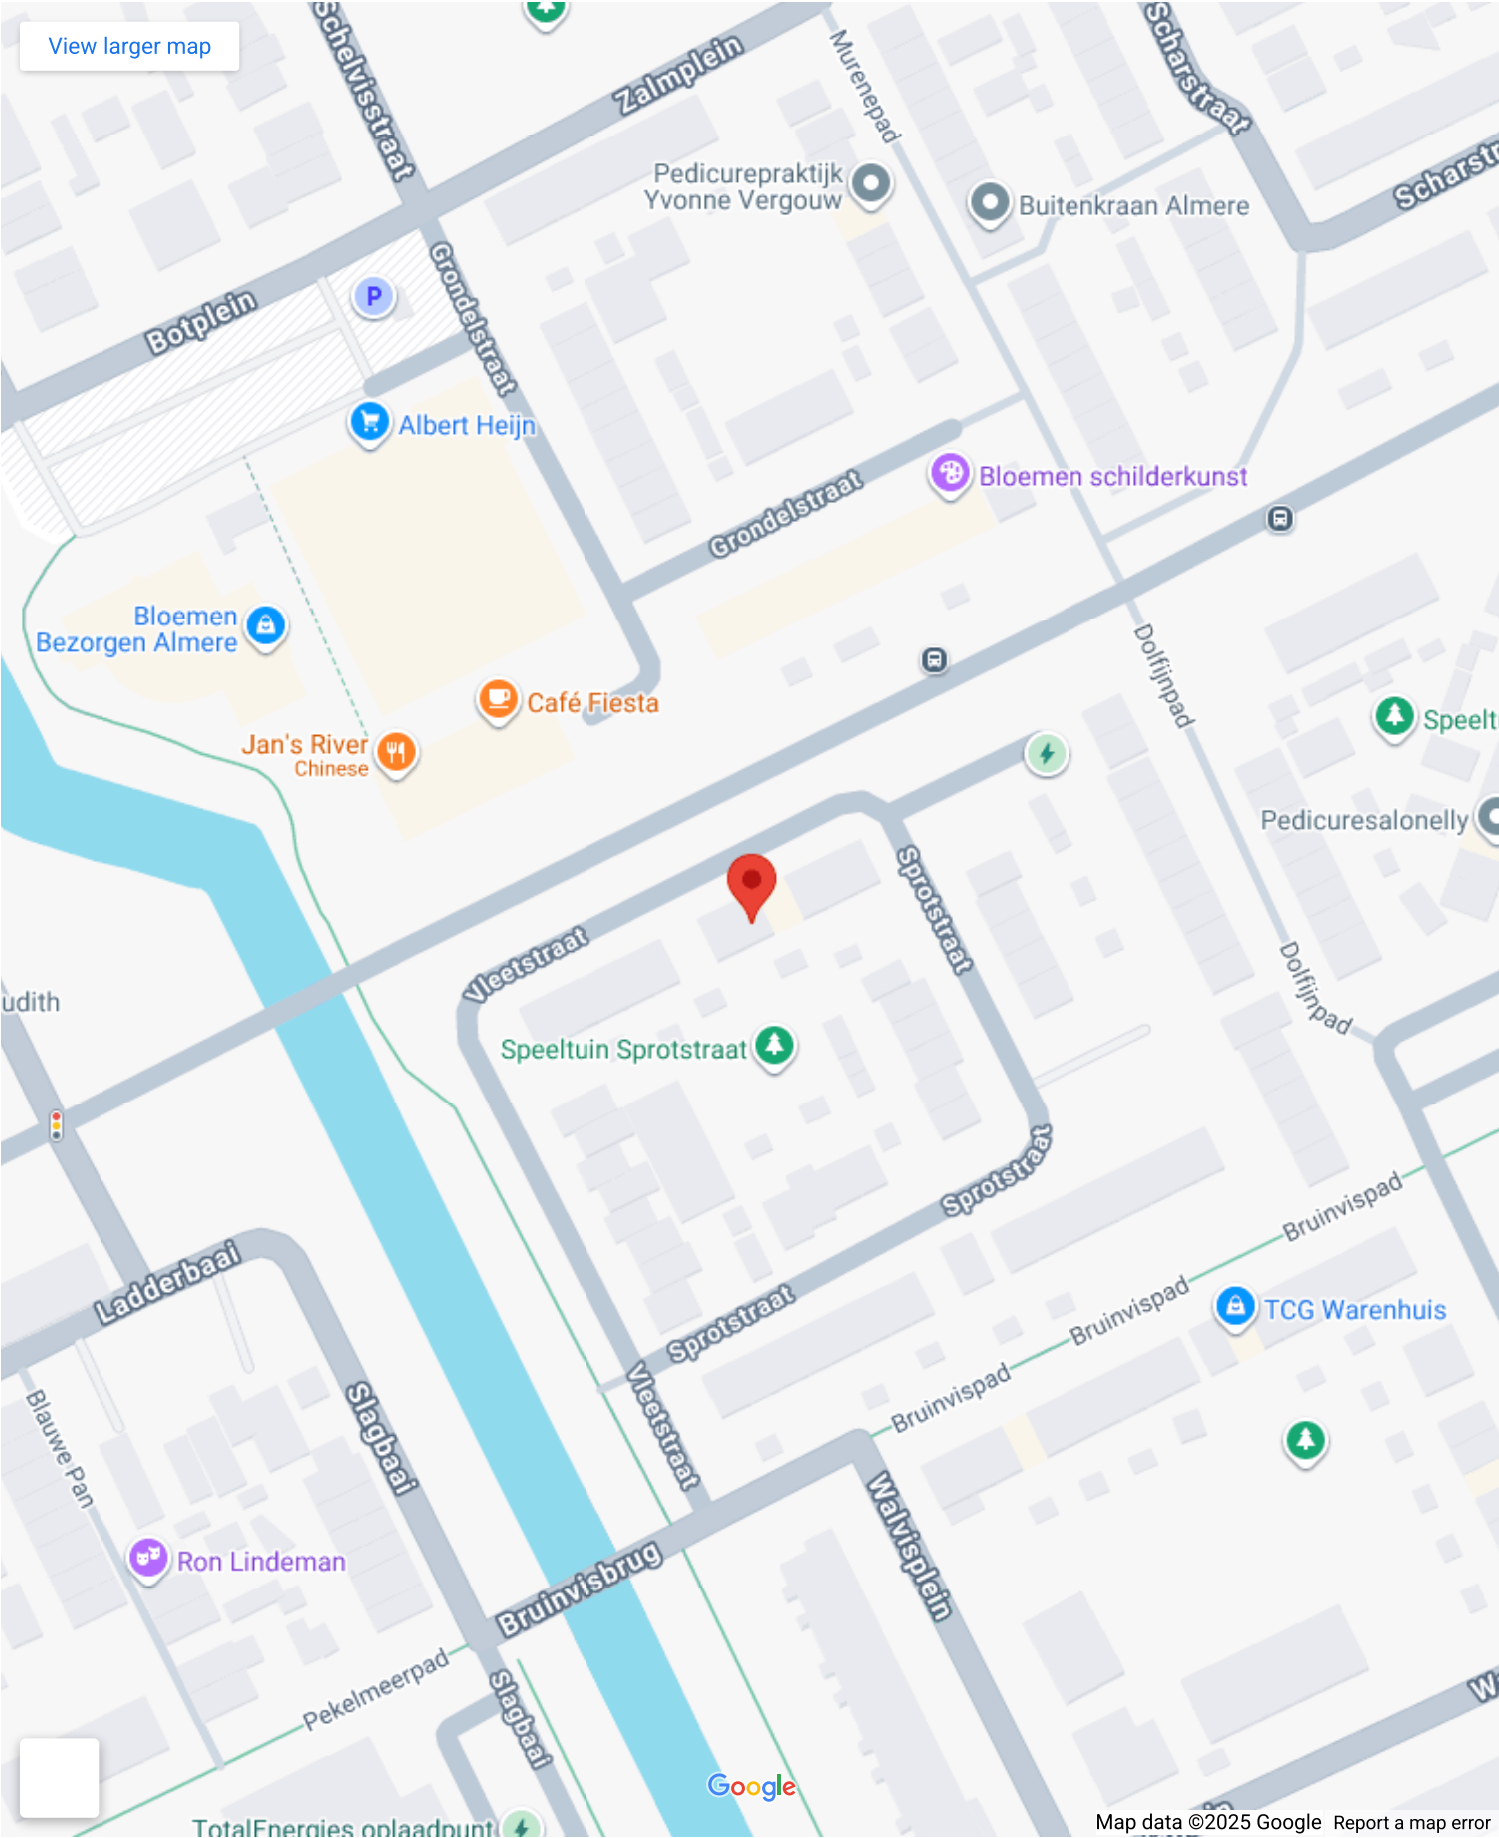 View larger map
Schelvisstraat
Zalmplein
Murenepad
Scharstraat
Scharstr
Pedicurepraktijk
Yvonne Vergouw
Buitenkraan Almere
Botplein
P
Grondelstraat
Albert Heijn
Grondelstraat
Bloemen schilderkunst
Bloemen
Bezorgen Almere
Dolfijnpad
Café Fiesta
Jan's River
Chinese
Speelt
Pedicuresalonelly
Sprotstraat
Vleetstraat
Dolfijnpad
udith
Speeltuin Sprotstraat
Sprotstraat
Bruinvispad
Ladderbaai
Sprotstraat
Bruinvispad
TCG Warenhuis
Vleetstraat
Bruinvispad
Blauwe Pan
Slagbaai
Walvisplein
Ron Lindeman
Bruinvisbrug
Pekelmeerpad
Slagbaai
Wa
Google
TotalEnergies oplaadpunt
Map data ©2025 Google
Report a map error